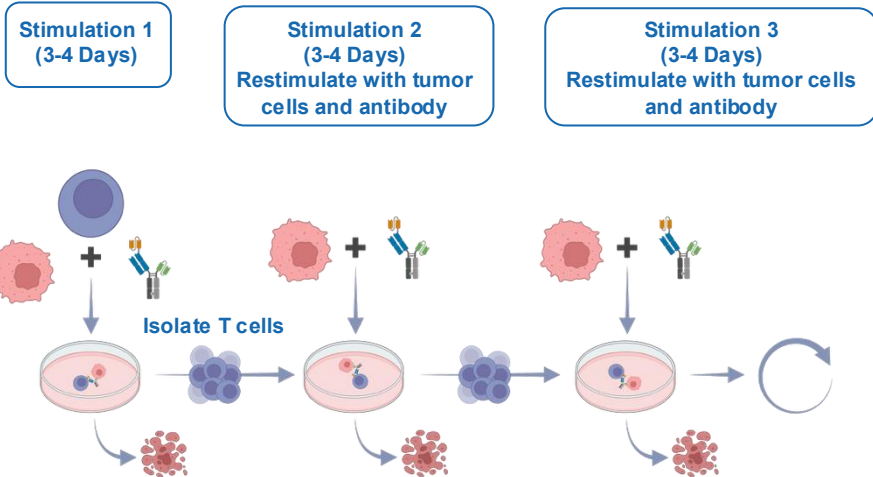 Stimulation 1
(3-4 Days)
Stimulation 2
(3-4 Days)
Restimulate with tumor
cells and antibody
Stimulation 3
(3-4 Days)
Restimulate with tumor cells
and antibody
Isolate T cells